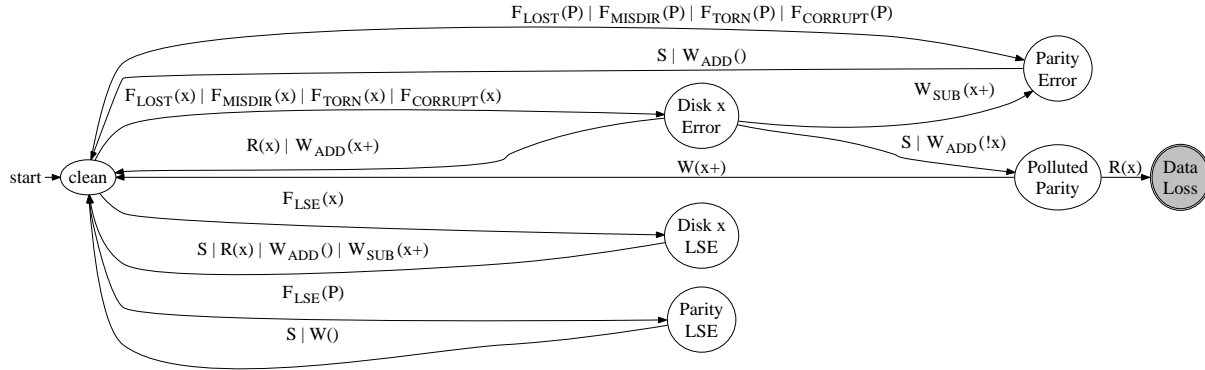 F_LOST(P) | F_MISDIR(P) | F_TORN(P) | F_CORRUPT(P)
S | W_ADD()
Parity
Error
F_LOST(x) | F_MISDIR(x) | F_TORN(x) | F_CORRUPT(x)
Disk x
Error
W_SUB(x+)
R(x) | W_ADD(x+)
S | W_ADD(!x)
start
clean
W(x+)
Polluted
Parity
R(x)
Data
Loss
F_LSE(x)
Disk x
LSE
S | R(x) | W_ADD() | W_SUB(x+)
F_LSE(P)
Parity
LSE
S | W()